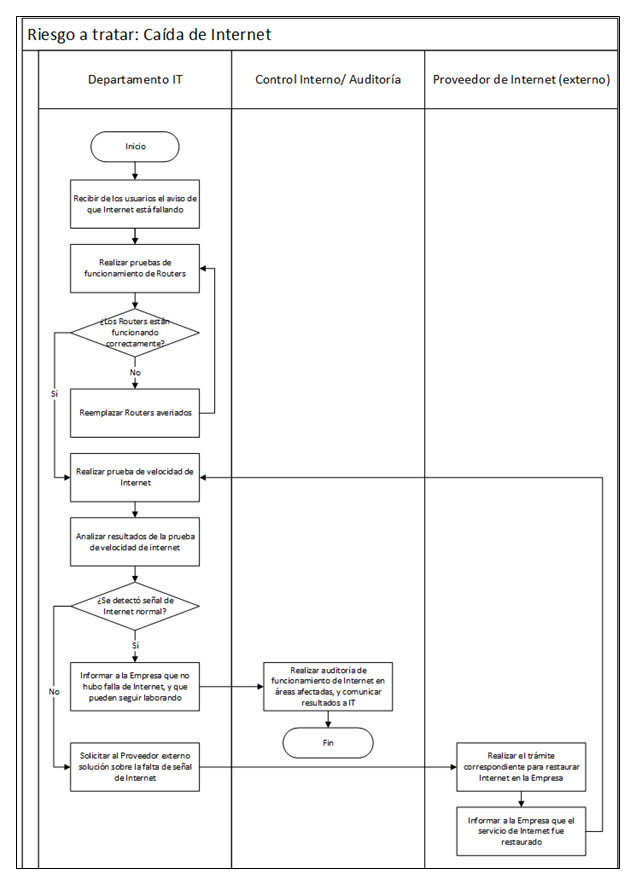 Riesgo a tratar: Caída de Internet
Departamento IT
Control Interno/ Auditoría
Proveedor de Internet (externo)
Inicio
Recibir de los usuarios el aviso de
que Internet está fallando
Realizar pruebas de
funcionamiento de Routers
¿Los Routers están
funcionando
correctamente?
No
Sí
Reemplazar Routers averiados
Realizar prueba de velocidad de
Internet
Analizar resultados de la prueba
de velocidad de internet
¿Se detectó señal de
Internet normal?
Sí
No
Informar a la Empresa que no
hubo falla de Internet, y que
pueden seguir laborando
Realizar auditoría de
funcionamiento de Internet en
áreas afectadas, y comunicar
resultados a IT
Fin
Solicitar al Proveedor externo
solución sobre la falta de señal
de Internet
Realizar el trámite
correspondiente para restaurar
Internet en la Empresa
Informar a la Empresa que el
servicio de Internet fue
restaurado